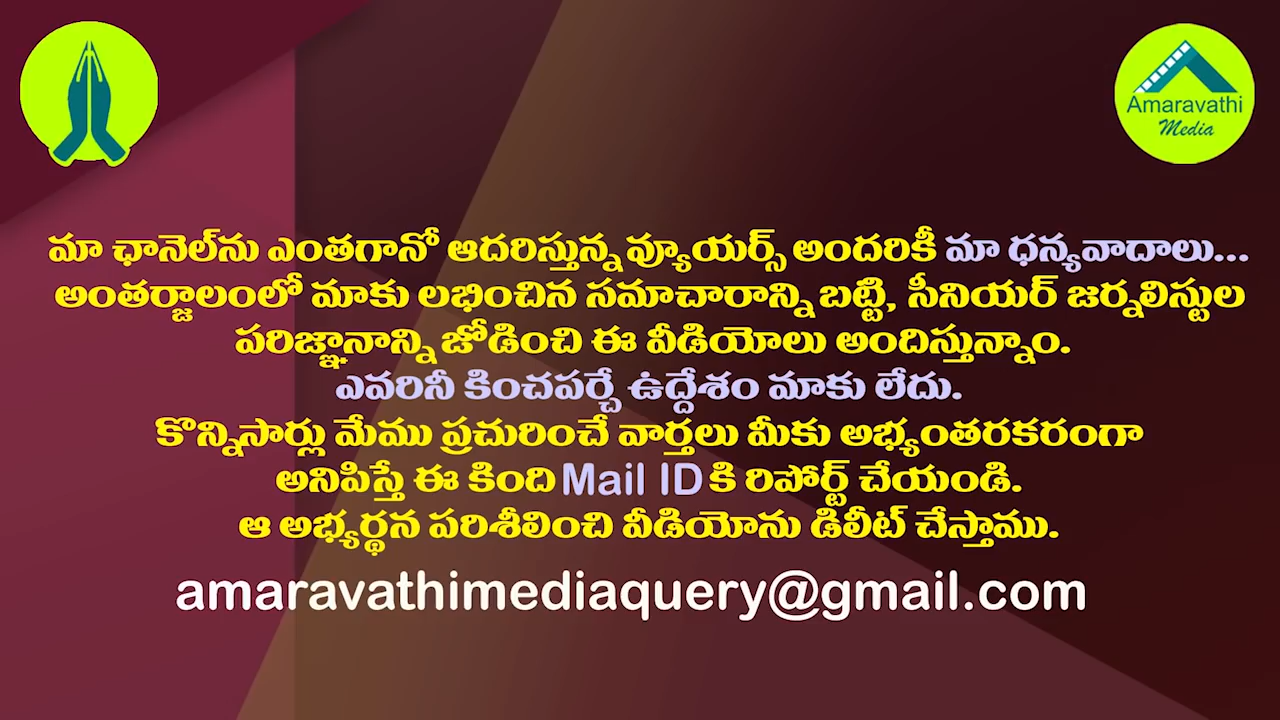 Amaravathi
Media
మా ఛానెల్‌ను ఎంతగానో ఆదరిస్తున్న వ్యూయర్స్ అందరికీ మా ధన్యవాదాలు...
అంతర్జాలంలో మాకు లభించిన సమాచారాన్ని బట్టి, సీనియర్ జర్నలిస్టుల
పరిజ్ఞానాన్ని జోడించి ఈ వీడియోలు అందిస్తున్నాం.
ఎవరినీ కించపర్చే ఉద్దేశం మాకు లేదు.
కొన్నిసార్లు మేము ప్రచురించే వార్తలు మీకు అభ్యంతరకరంగా
అనిపిస్తే ఈ కింది Mail ID కి రిపోర్ట్ చేయండి.
ఆ అభ్యర్థన పరిశీలించి వీడియోను డిలీట్ చేస్తాము.
amaravathimediaquery@gmail.com